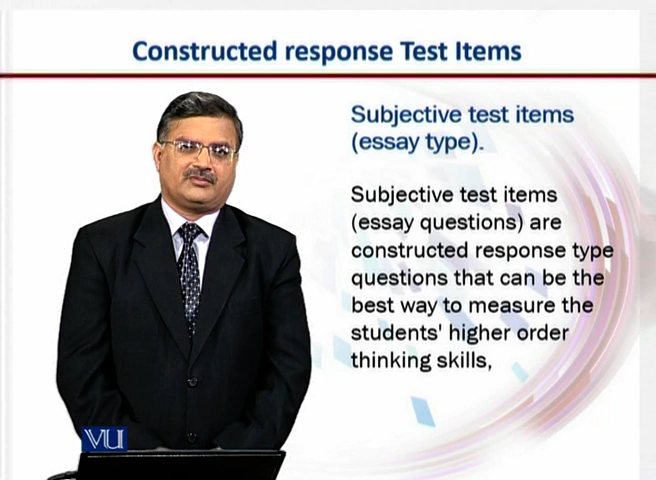 Constructed response Test Items
Subjective test items
(essay type).
Subjective test items
(essay questions) are
constructed response type
questions that can be the
best way to measure the
students' higher order
thinking skills,
VU